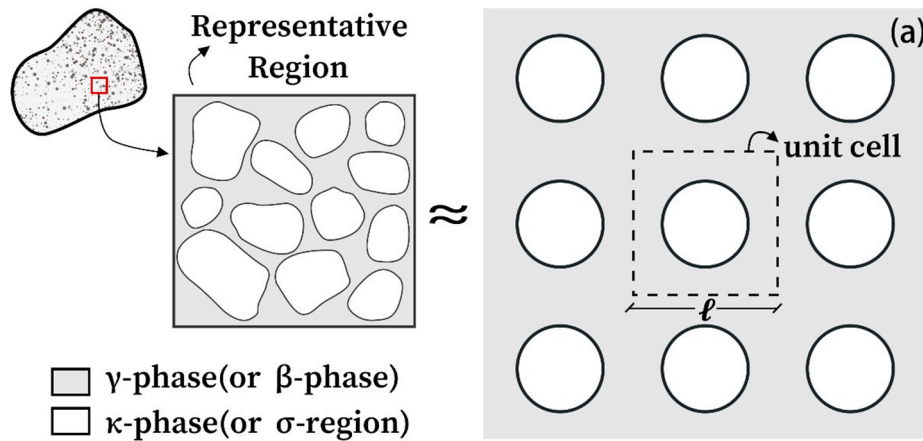 Representative
Region
(a)
unit cell
≈
ℓ
γ-phase(or β-phase)
κ-phase(or σ-region)